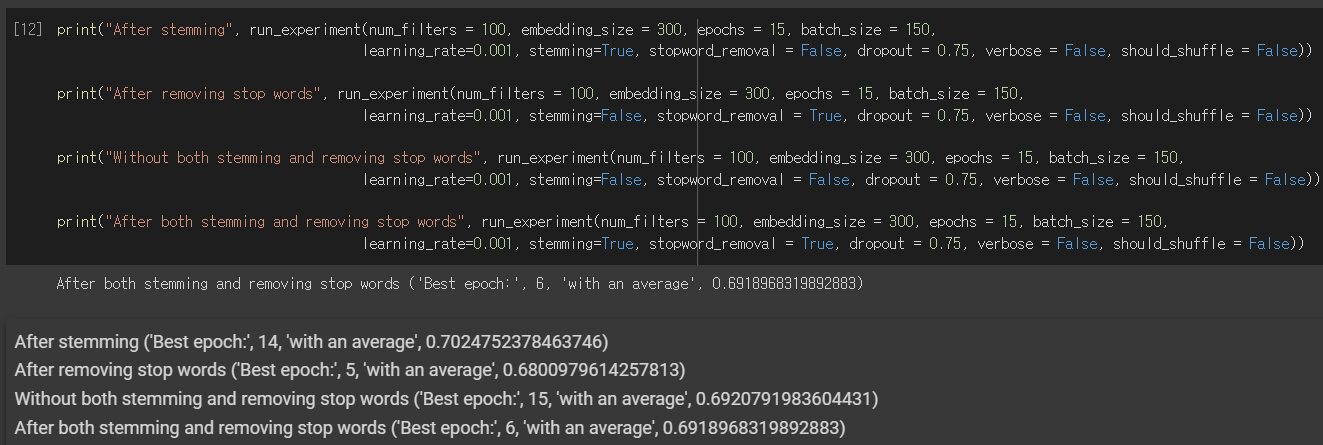 [12] print("After stemming", run_experiment(num_filters = 100, embedding_size = 300, epochs = 15, batch_size = 150,
learning_rate=0.001, stemming=True, stopword_removal = False, dropout = 0.75, verbose = False, should_shuffle = False))
print("After removing stop words", run_experiment(num_filters = 100, embedding_size = 300, epochs = 15, batch_size = 150,
learning_rate=0.001, stemming=False, stopword_removal = True, dropout = 0.75, verbose = False, should_shuffle = False))
print("Without both stemming and removing stop words", run_experiment(num_filters = 100, embedding_size = 300, epochs = 15, batch_size = 150,
learning_rate=0.001, stemming=False, stopword_removal = False, dropout = 0.75, verbose = False, should_shuffle = False))
print("After both stemming and removing stop words", run_experiment(num_filters = 100, embedding_size = 300, epochs = 15, batch_size = 150,
learning_rate=0.001, stemming=True, stopword_removal = True, dropout = 0.75, verbose = False, should_shuffle = False))
After both stemming and removing stop words ('Best epoch:', 6, 'with an average', 0.6918968319892883)
After stemming ('Best epoch:', 14, 'with an average', 0.7024752378463746)
After removing stop words ('Best epoch:', 5, 'with an average', 0.6800979614257813)
Without both stemming and removing stop words ('Best epoch:', 15, 'with an average', 0.6920791983604431)
After both stemming and removing stop words ('Best epoch:', 6, 'with an average', 0.6918968319892883)